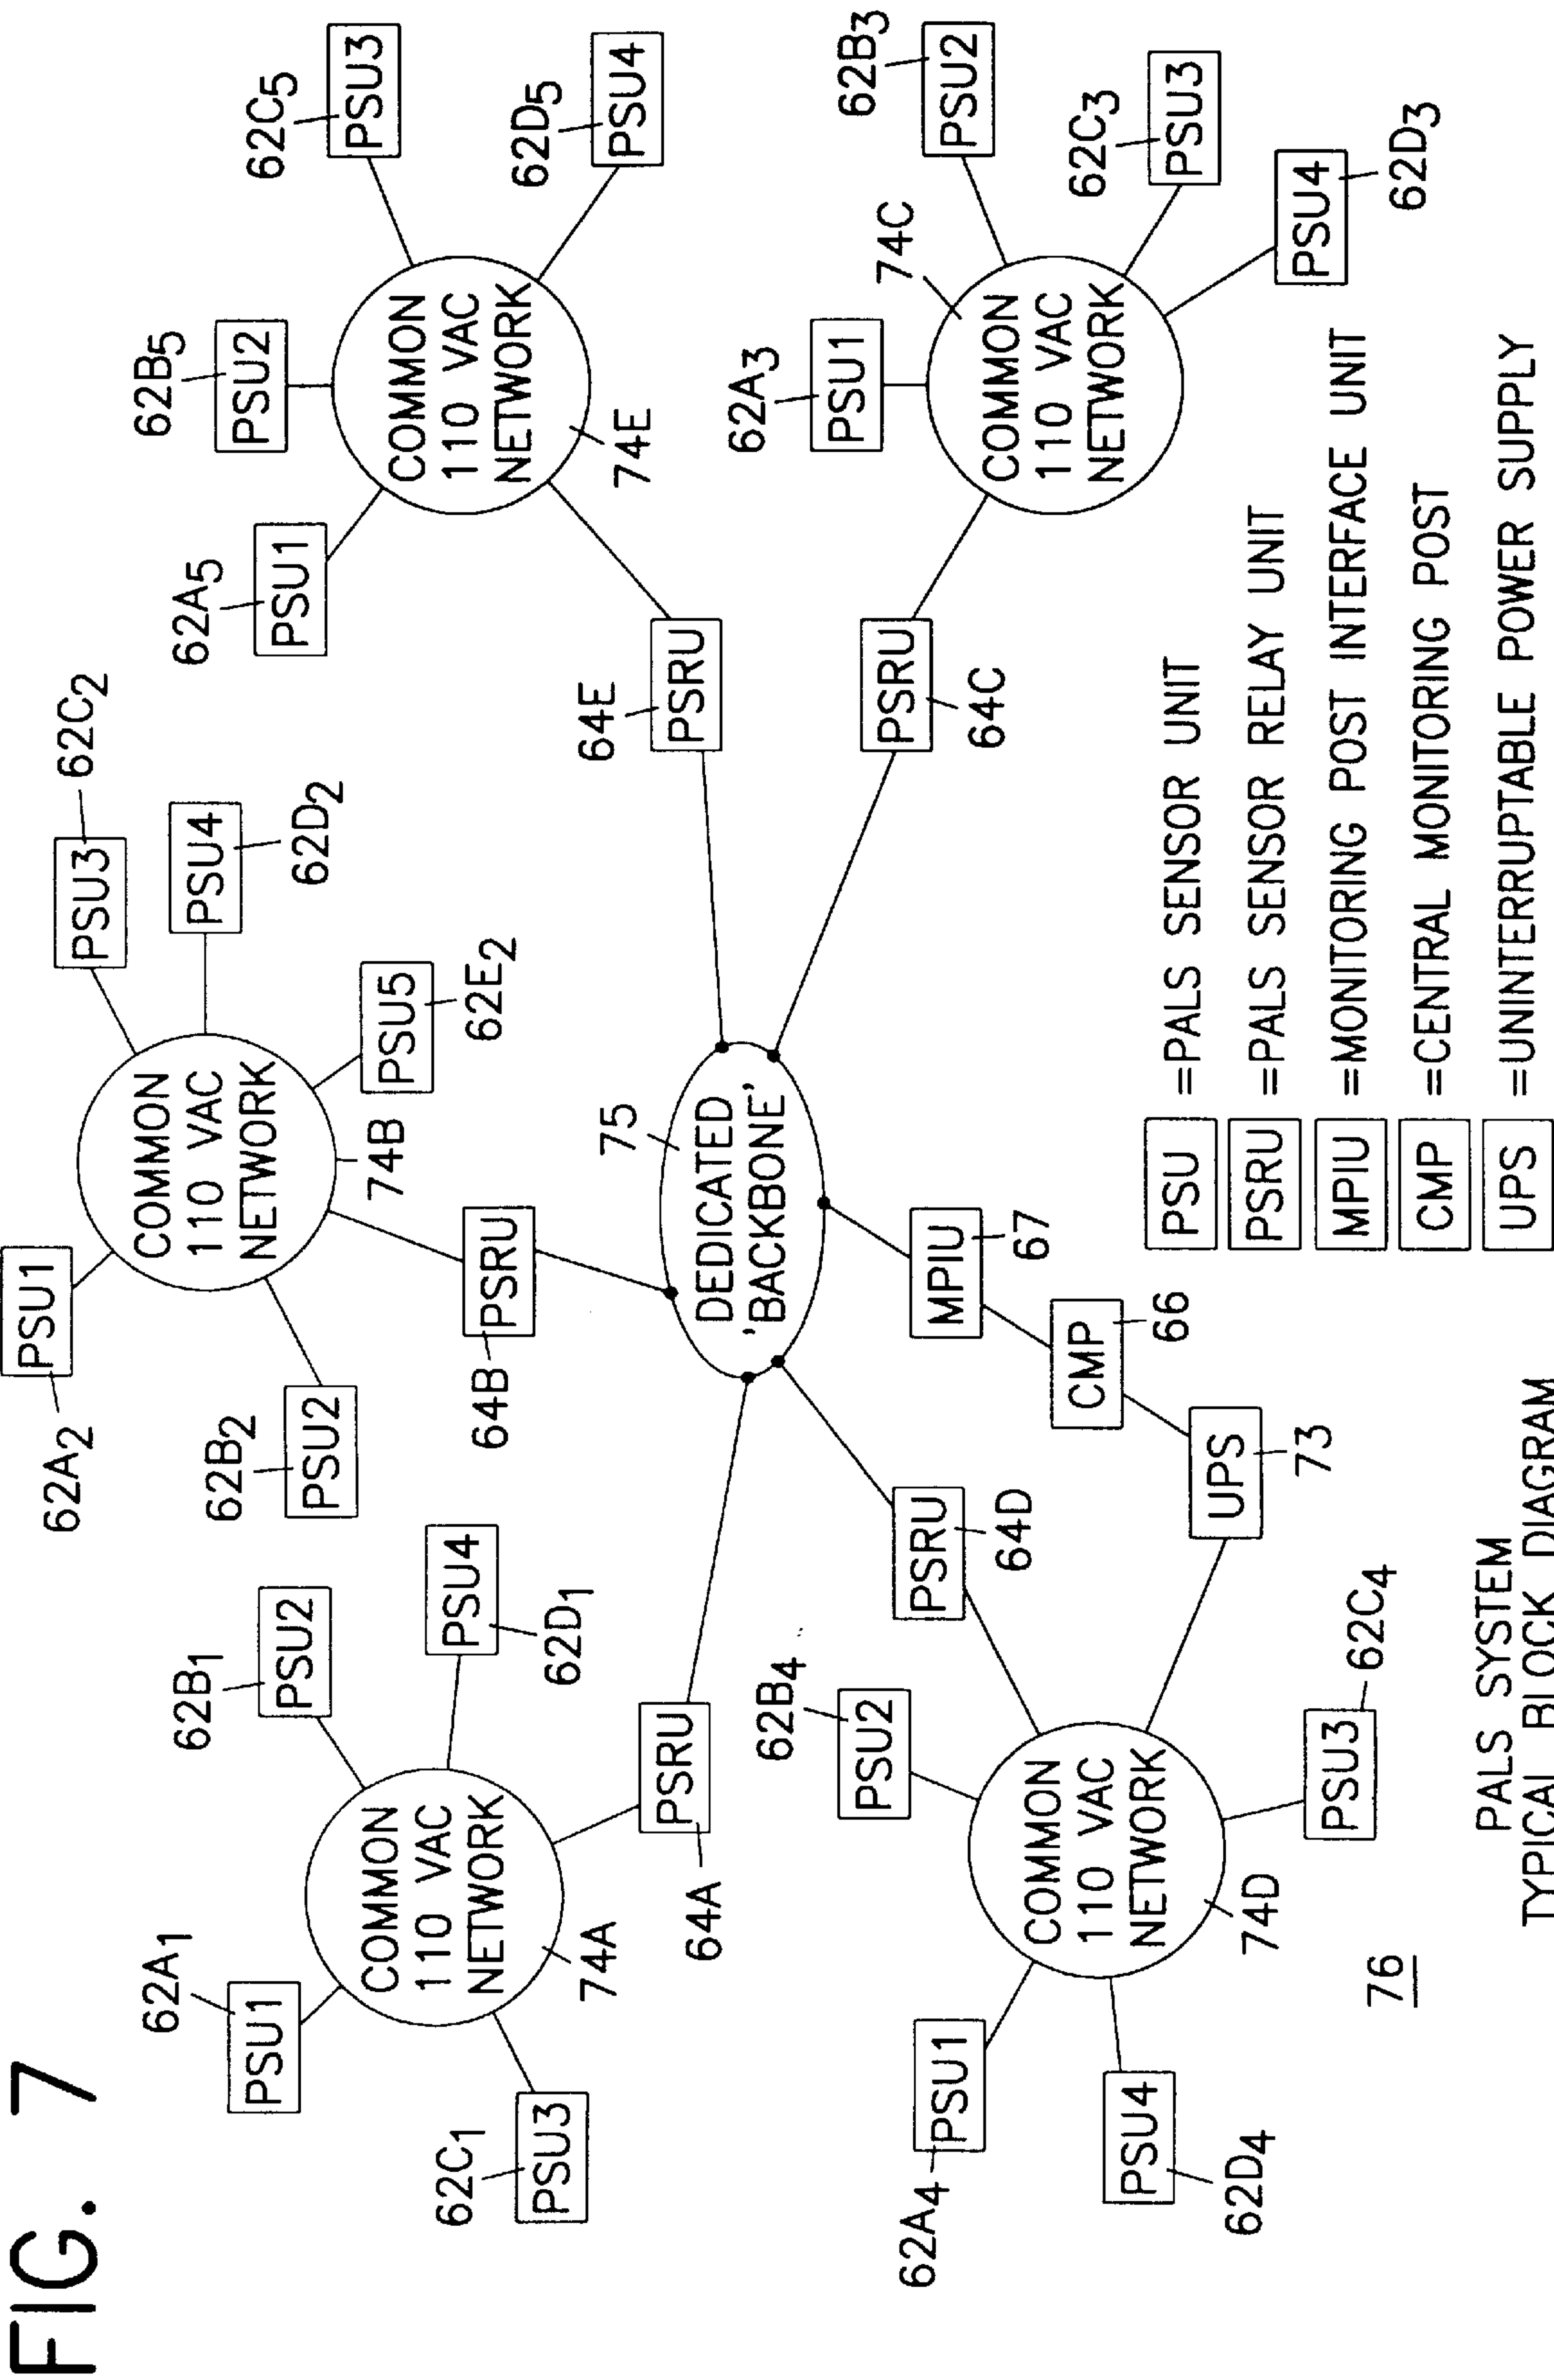 FIG. 7
62A1
PSU1
62B1
PSU2
62C1
PSU3
PSU4
62D1
COMMON
110 VAC
NETWORK
74A
PSRU
64A
62A2
PSU1
62B2
PSU2
PSU3
62C2
PSU4
62D2
PSU5
62E2
COMMON
110 VAC
NETWORK
74B
PSRU
64B
62A5
PSU1
62B5
PSU2
62C5
PSU3
62D5
PSU4
COMMON
110 VAC
NETWORK
74E
64E
PSRU
75
DEDICATED
'BACKBONE'
62A3
PSU1
62B3
PSU2
62C3
PSU3
PSU4
62D3
74C
COMMON
110 VAC
NETWORK
PSRU
64C
62A4
PSU1
62B4
PSU2
PSU3
62C4
PSU4
62D4
COMMON
110 VAC
NETWORK
74D
PSRU
64D
MPIU
67
CMP
66
UPS
73
76
PSU =PALS SENSOR UNIT
PSRU =PALS SENSOR RELAY UNIT
MPIU =MONITORING POST INTERFACE UNIT
CMP =CENTRAL MONITORING POST
UPS =UNINTERRUPTABLE POWER SUPPLY
PALS SYSTEM
TYPICAL BLOCK DIAGRAM